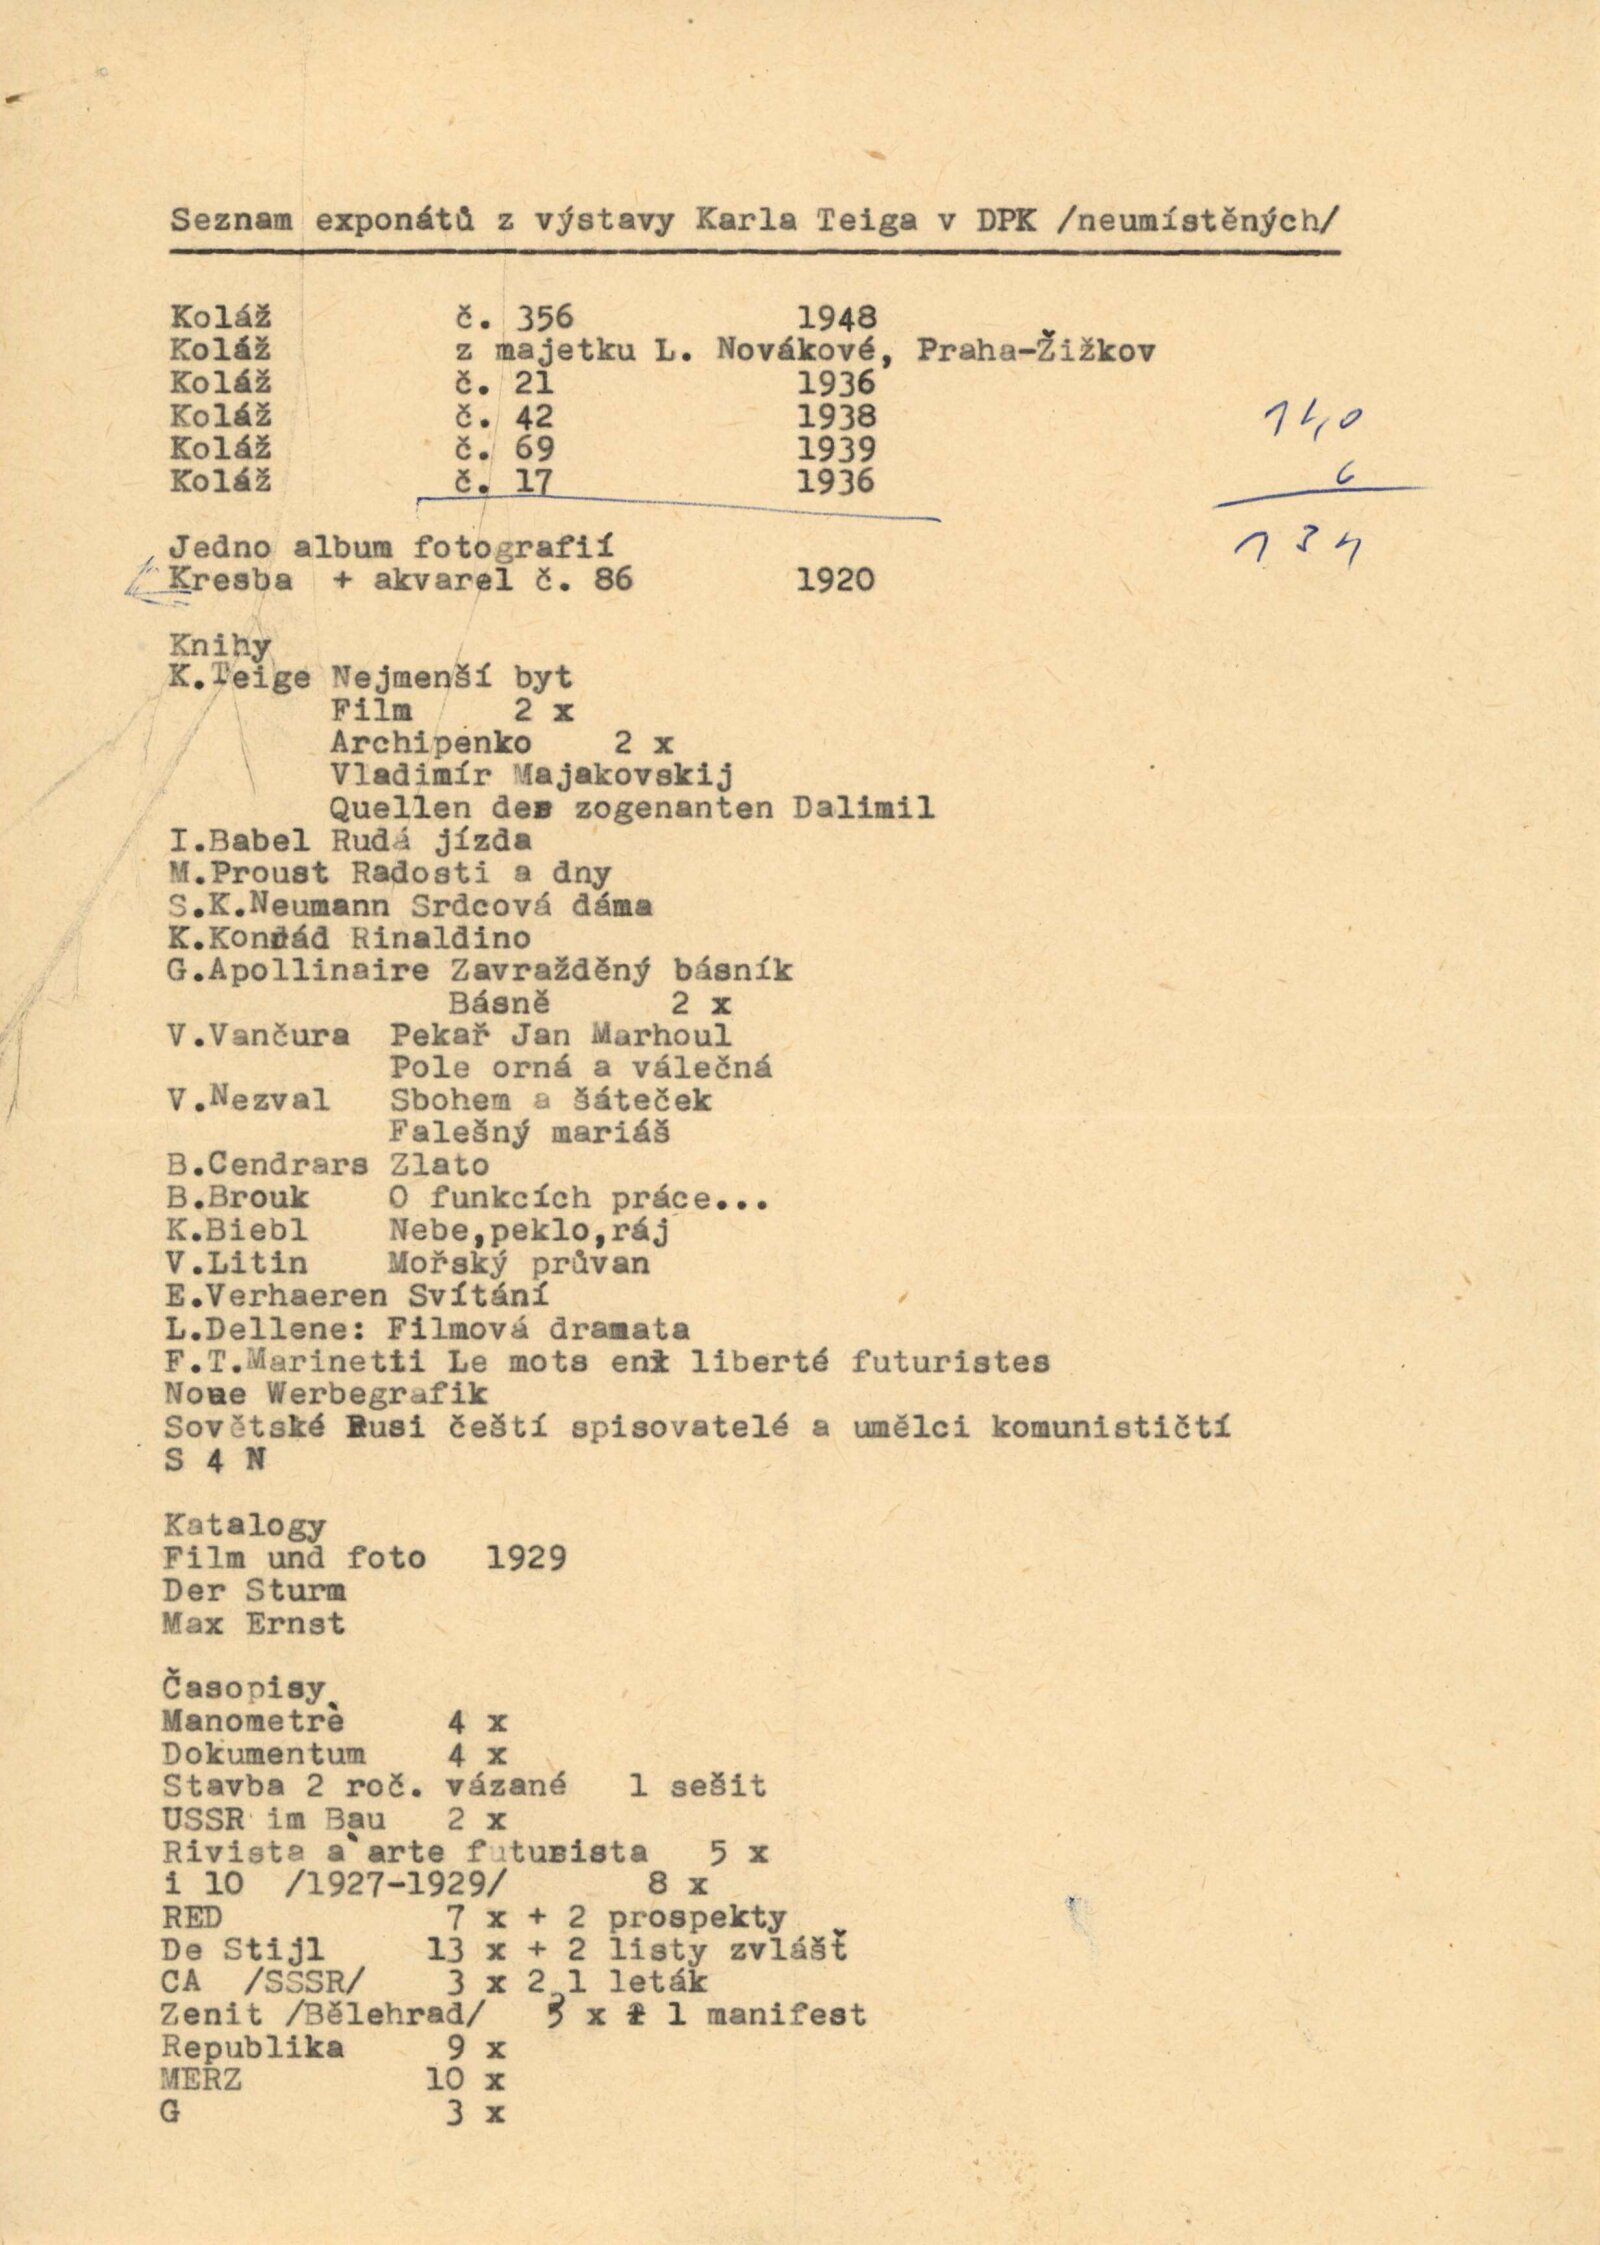 Seznam exponátů z výstavy Karla Teiga v DPK /neumístěných/
Koláž č. 356 1948
Koláž z majetku L. Novákové, Praha-Žižkov
Koláž č. 21 1936
Koláž č. 42 1938
Koláž č. 69 1939
Koláž č. 17 1936
140
6
134
Jedno album fotografií
Kresba + akvarel č. 86 1920
Knihy
K.Teige Nejmenší byt
Film 2 x
Archipenko 2 x
Vladimír Majakovskij
Quellen des zogenanten Dalimil
I.Babel Rudá jízda
M.Proust Radosti a dny
S.K.Neumann Srdcová dáma
K.Konrád Rinaldino
G.Apollinaire Zavražděný básník
Básně 2 x
V.Vančura Pekař Jan Marhoul
Pole orná a válečná
V.Nezval Sbohem a šáteček
Falešný mariáš
B.Cendrars Zlato
B.Brouk O funkcích práce...
K.Biebl Nebe,peklo,ráj
V.Litin Mořský průvan
E.Verhaeren Svítání
L.Dellene: Filmová dramata
F.T.Marinetti Le mots en liberté futuristes
Noue Werbegrafik
Sovětské Rusi čeští spisovatelé a umělci komunističtí
S 4 N
Katalogy
Film und foto 1929
Der Sturm
Max Ernst
Časopisy
Manometrè 4 x
Dokumentum 4 x
Stavba 2 roč. vázané 1 sešit
USSR im Bau 2 x
Rivista a arte futurista 5 x
i 10 /1927-1929/ 8 x
RED 7 x + 2 prospekty
De Stijl 13 x + 2 listy zvlášť
CA /SSSR/ 3 x 2 1 leták
Zenit /Bělehrad/ x 1 manifest
Republika 9 x
MERZ 10 x
G 3 x